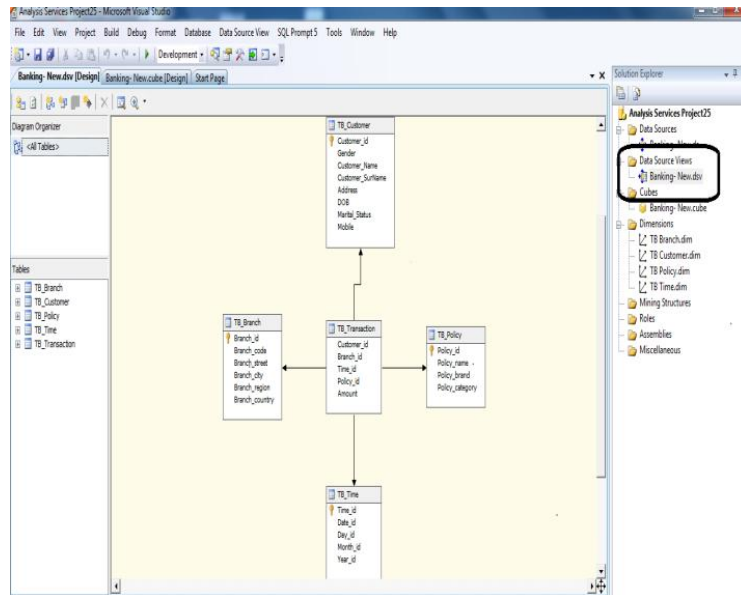 Analysis Services Project25 - Microsoft Visual Studio
File Edit View Project Build Debug Format Database Data Source View SQL Prompt 5 Tools Window Help
Development
Banking- New.dsv [Design] Banking- New.cube [Design] Start Page
Diagram Organizer
<All Tables>
Tables
TB_Branch
TB_Customer
TB_Policy
TB_Time
TB_Transaction
TB_Customer
Customer_id
Gender
Customer_Name
Customer_SurName
Address
DOB
Marital_Status
Mobile
TB_Branch
Branch_id
Branch_code
Branch_street
Branch_city
Branch_region
Branch_country
TB_Transaction
Customer_id
Branch_id
Time_id
Policy_id
Amount
TB_Policy
Policy_id
Policy_name
Policy_brand
Policy_category
TB_Time
Time_id
Date_id
Day_id
Month_id
Year_id
Solution Explorer
Analysis Services Project25
Data Sources
Data Source Views
Banking- New.dsv
Cubes
Banking- New.cube
Dimensions
TB Branch.dim
TB Customer.dim
TB Policy.dim
TB Time.dim
Mining Structures
Roles
Assemblies
Miscellaneous